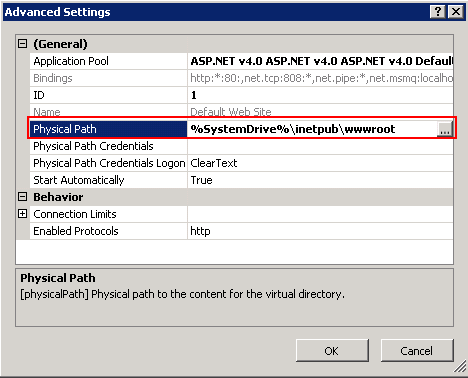 Advanced Settings
(General)
Application Pool ASP.NET v4.0 ASP.NET v4.0 ASP.NET v4.0 Defau
Bindings http:*:80:,net.tcp:808:*,net.pipe:*,net.msmq:localho
ID 1
Name Default Web Site
Physical Path %SystemDrive%\inetpub\wwwroot ...
Physical Path Credentials
Physical Path Credentials Logon ClearText
Start Automatically True
Behavior
Connection Limits
Enabled Protocols http
Physical Path
[physicalPath] Physical path to the content for the virtual directory.
OK Cancel